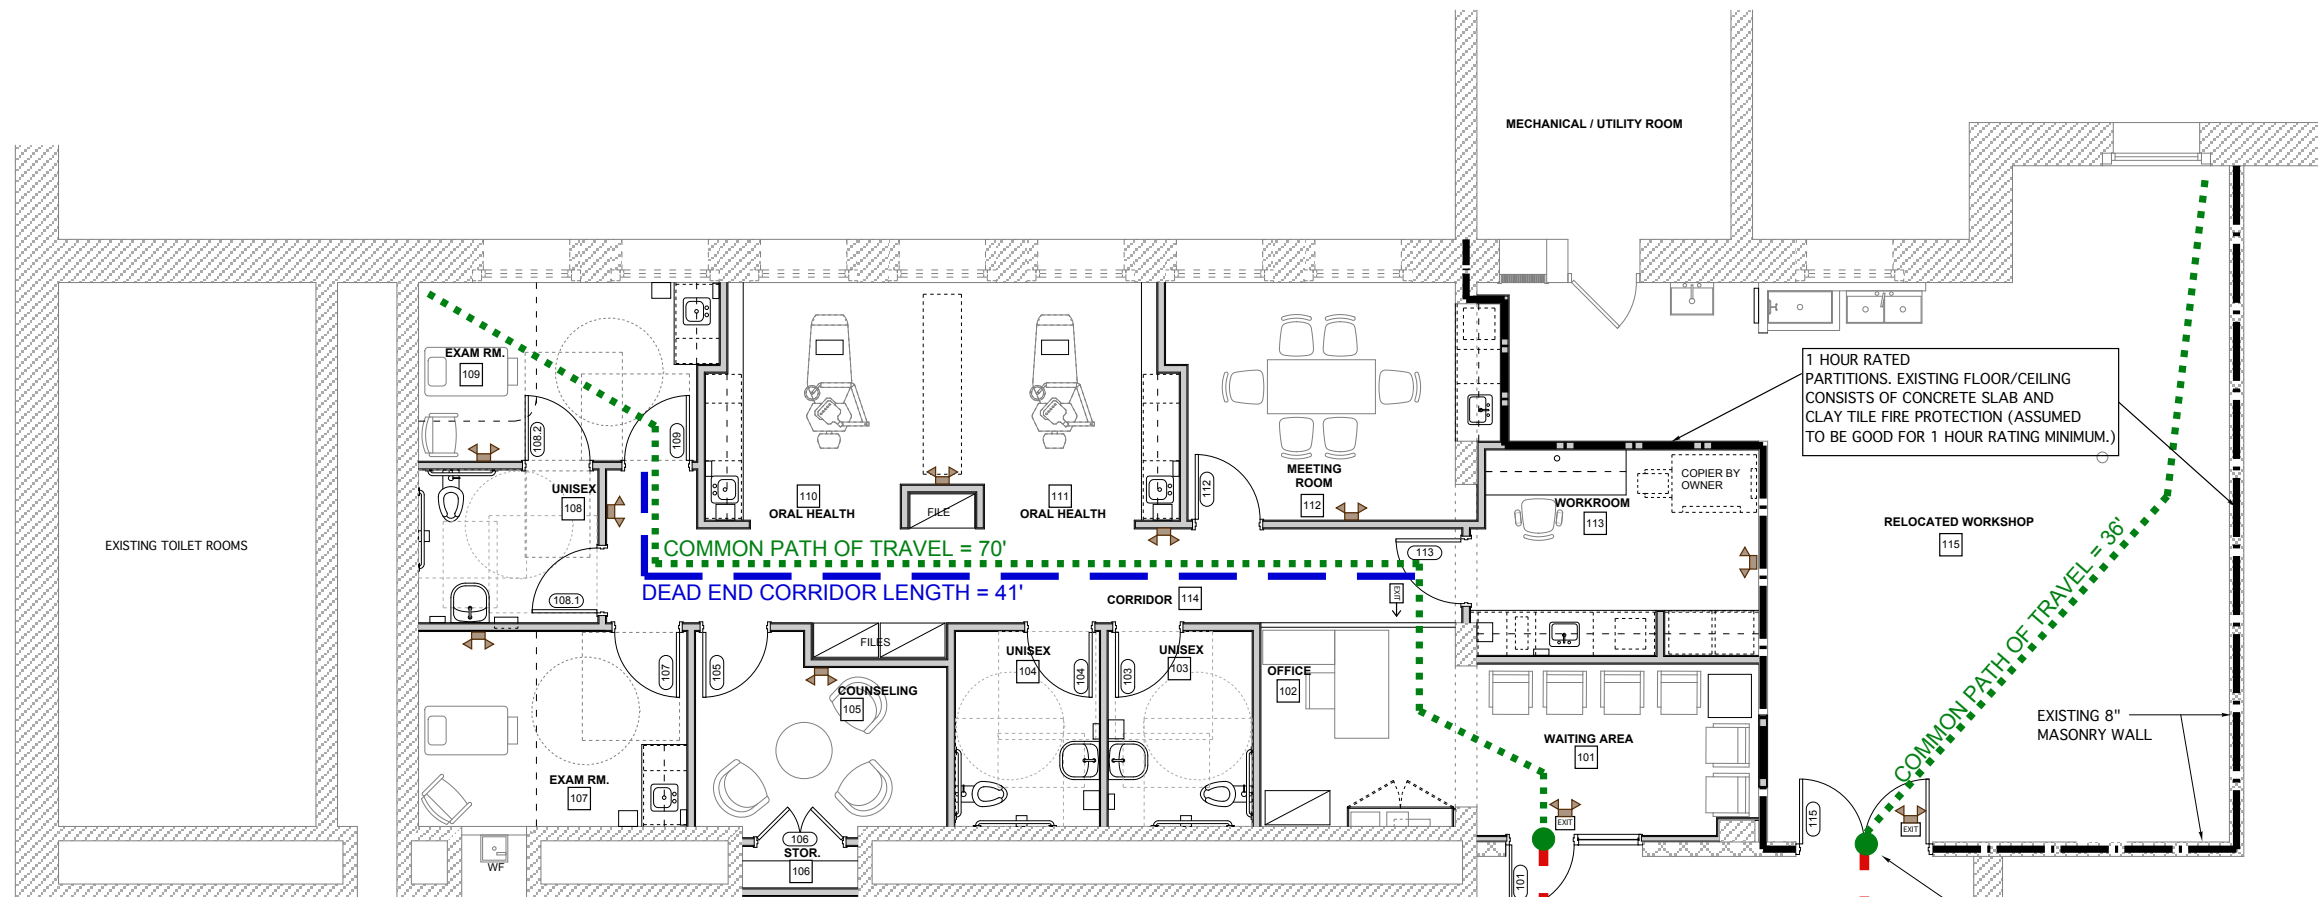 MECHANICAL / UTILITY ROOM
EXAM RM.
109
108.2
109
UNISEX
108
108.1
EXISTING TOILET ROOMS
110
ORAL HEALTH
FILE
111
ORAL HEALTH
MEETING
ROOM
112
112
WORKROOM
113
COPIER BY
OWNER
113
1 HOUR RATED
PARTITIONS. EXISTING FLOOR/CEILING
CONSISTS OF CONCRETE SLAB AND
CLAY TILE FIRE PROTECTION (ASSUMED
TO BE GOOD FOR 1 HOUR RATING MINIMUM.)
RELOCATED WORKSHOP
115
COMMON PATH OF TRAVEL = 70'
DEAD END CORRIDOR LENGTH = 41'
CORRIDOR
114
EXIT
COMMON PATH OF TRAVEL = 36'
107
105
FILES
COUNSELING
105
UNISEX
104
104
103
UNISEX
103
OFFICE
102
WAITING AREA
101
EXISTING 8"
MASONRY WALL
EXAM RM.
107
106
STOR.
106
WF
EXIT
101
115
EXIT